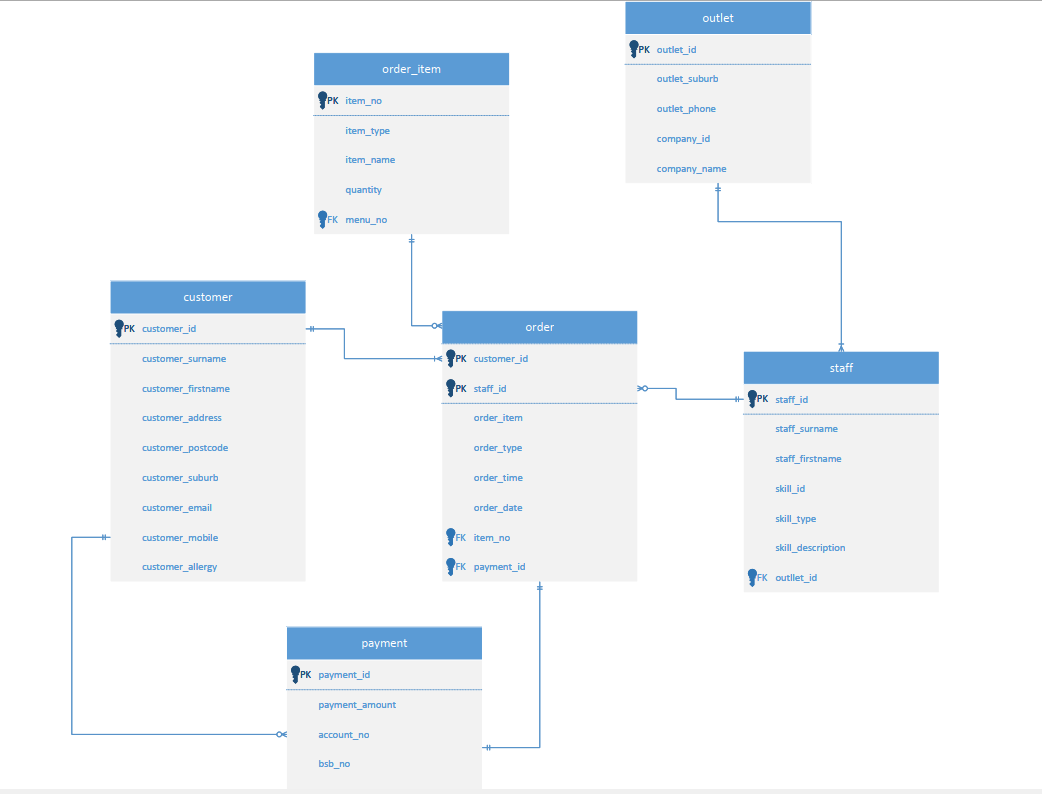 outlet
PK outlet_id
outlet_suburb
outlet_phone
company_id
company_name
order_item
PK item_no
item_type
item_name
quantity
FK menu_no
customer
PK customer_id
customer_surname
customer_firstname
customer_address
customer_postcode
customer_suburb
customer_email
customer_mobile
customer_allergy
order
PK customer_id
PK staff_id
order_item
order_type
order_time
order_date
FK item_no
FK payment_id
staff
PK staff_id
staff_surname
staff_firstname
skill_id
skill_type
skill_description
FK outllet_id
payment
PK payment_id
payment_amount
account_no
bsb_no